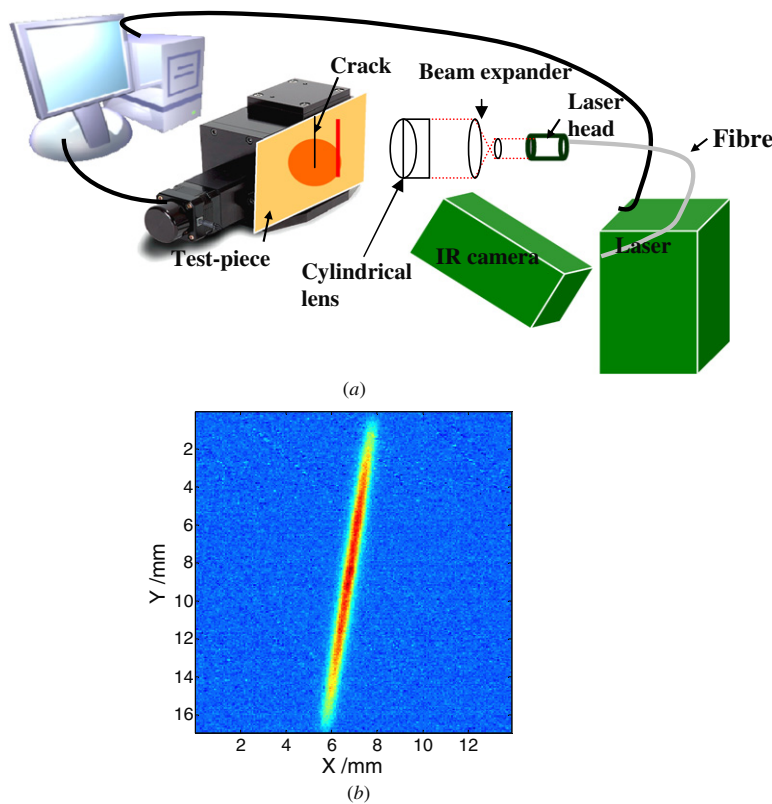 Crack
Beam expander
Laser
head
Fibre
Test-piece
Cylindrical
lens
IR camera
Laser
(a)
2
4
6
8
10
12
14
16
Y /mm
2 4 6 8 10 12
X /mm
(b)